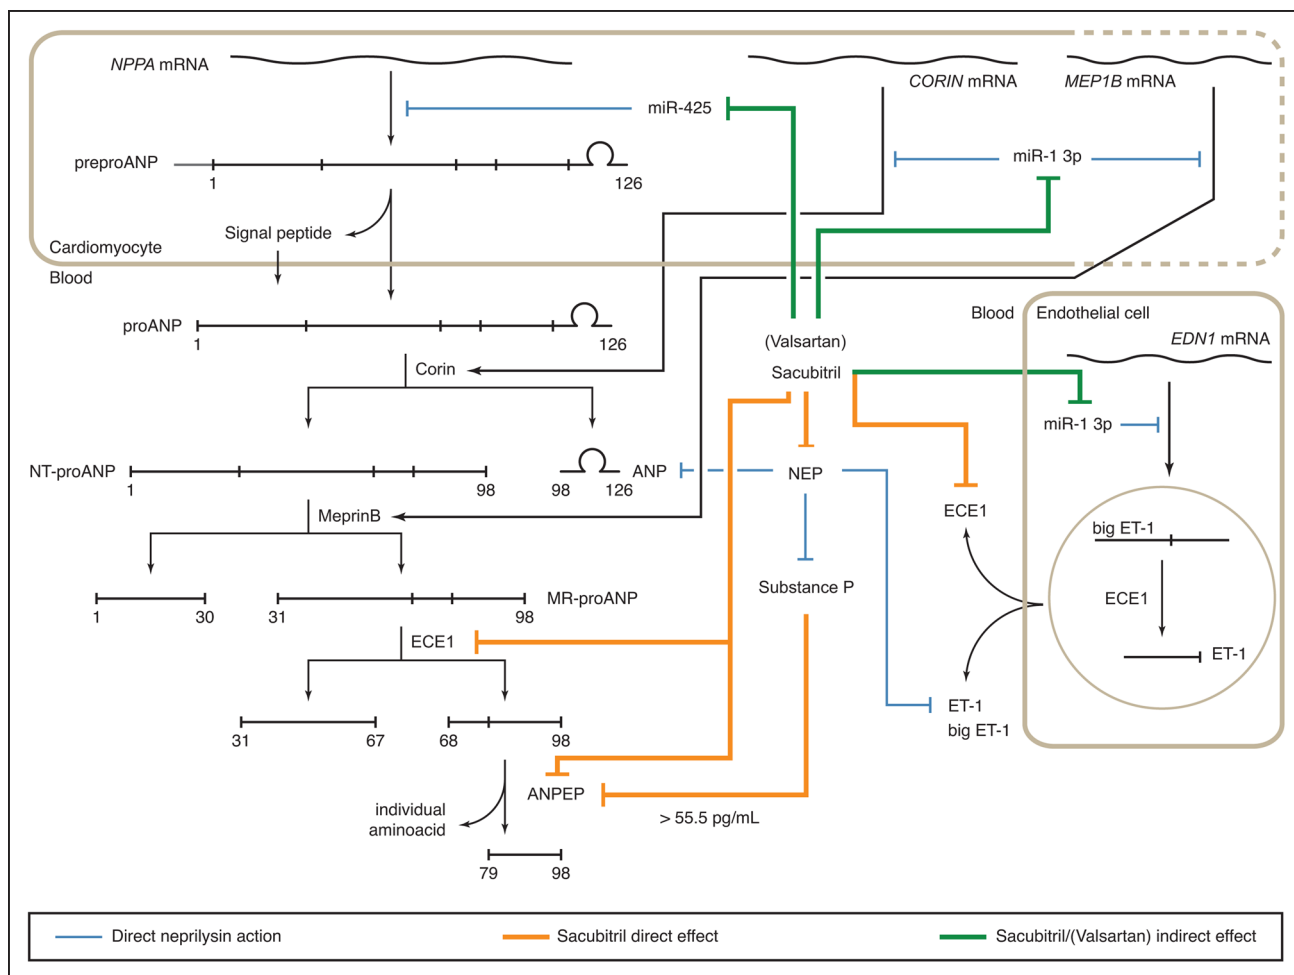 NPPA mRNA
CORIN mRNA
MEP1B mRNA
miR-425
preproANP
1
126
miR-1 3p
Signal peptide
Cardiomyocyte
Blood
proANP
1
126
(Valsartan)
Sacubitril
Blood
Endothelial cell
EDN1 mRNA
Corin
miR-1 3p
NT-proANP
1
98
98
126
ANP
NEP
ECE1
MeprinB
big ET-1
Substance P
ECE1
ET-1
1
30
31
98
MR-proANP
ECE1
31
67
68
98
ET-1
big ET-1
ANPEP
> 55.5 pg/mL
individual
aminoacid
79
98
Direct neprilysin action
Sacubitril direct effect
Sacubitril/(Valsartan) indirect effect